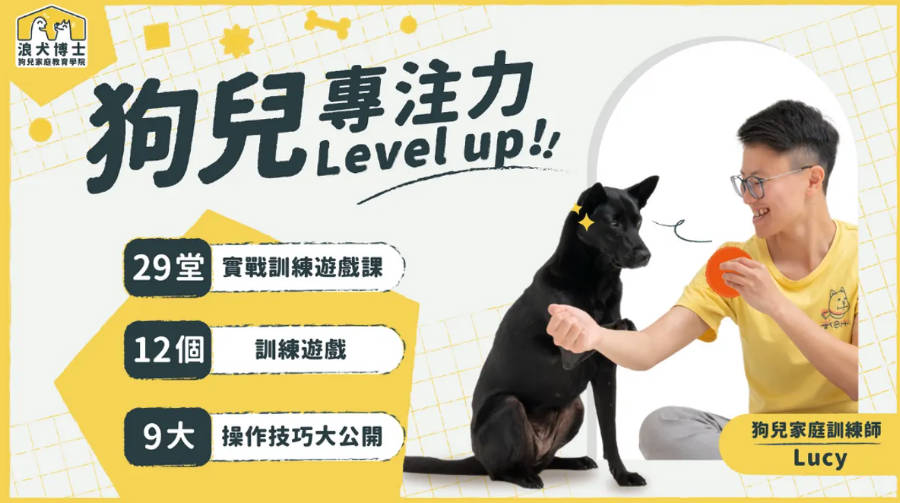 浪犬博士
狗兒家庭教育學院
狗兒專注力
Level up!!
29堂 實戰訓練遊戲課
12個 訓練遊戲
9大 操作技巧大公開
狗兒家庭訓練師
Lucy